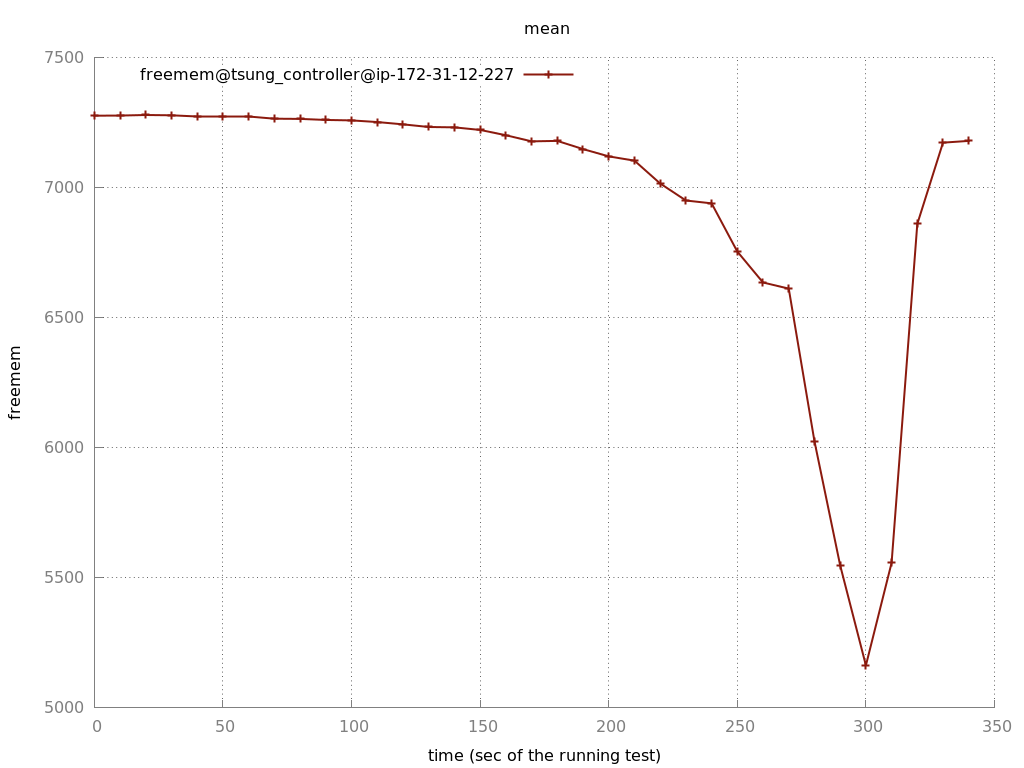 mean
7500
freemem@tsung_controller@ip-172-31-12-227
7000
6500
freemem
6000
5500
5000
0 50 100 150 200 250 300 350
time (sec of the running test)